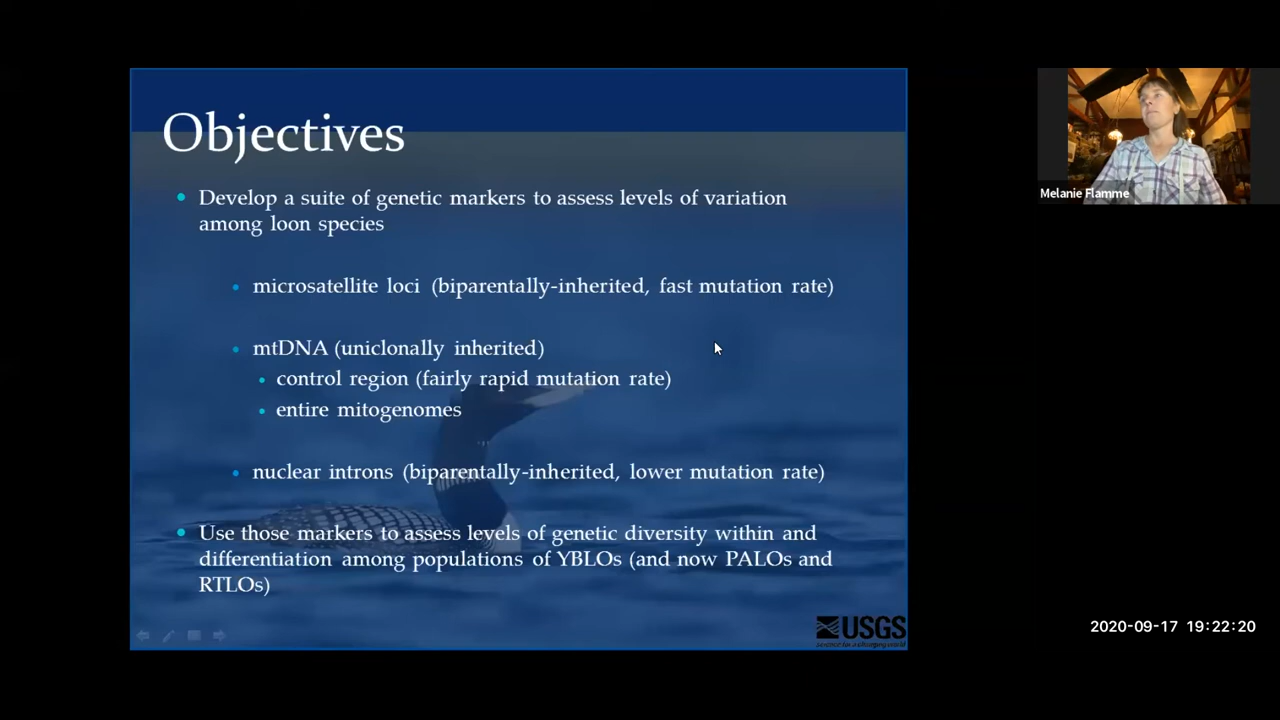 Objectives
Develop a suite of genetic markers to assess levels of variation
among loon species
microsatellite loci (biparentally-inherited, fast mutation rate)
mtDNA (uniclonally inherited)
control region (fairly rapid mutation rate)
entire mitogenomes
nuclear introns (biparentally-inherited, lower mutation rate)
Use those markers to assess levels of genetic diversity within and
differentiation among populations of YBLOs (and now PALOs and
RTLOs)
USGS
Melanie Flamme
2020-09-17 19:22:20